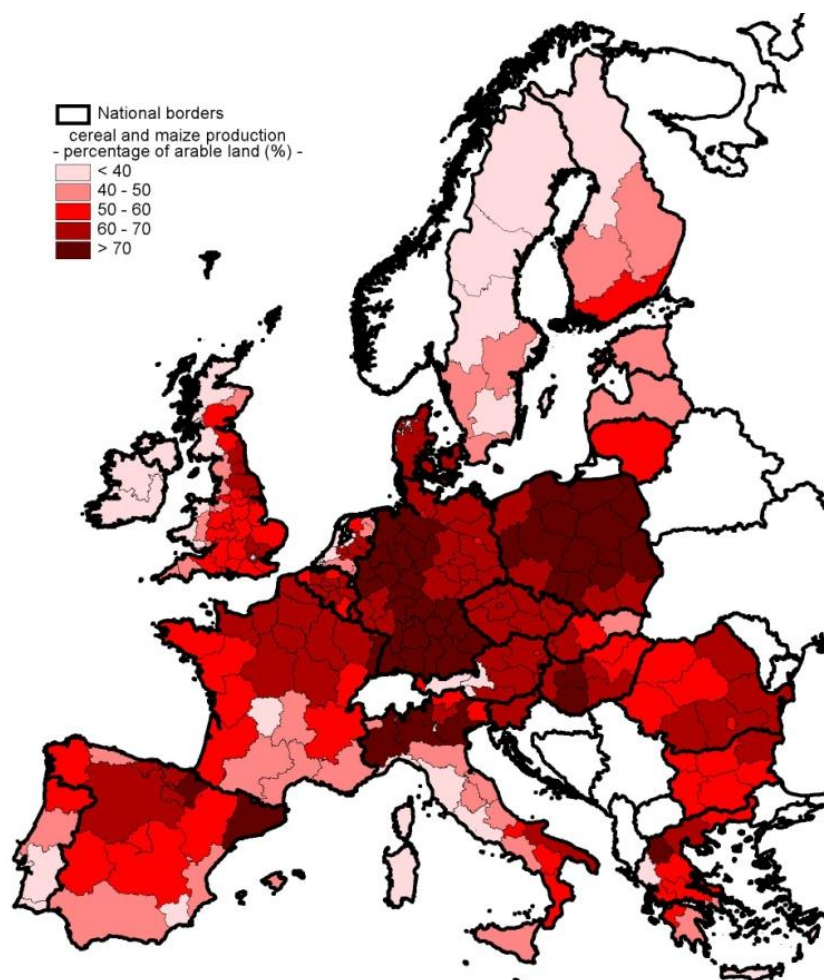 National borders
cereal and maize production
- percentage of arable land (%) -
< 40
40 - 50
50 - 60
60 - 70
> 70